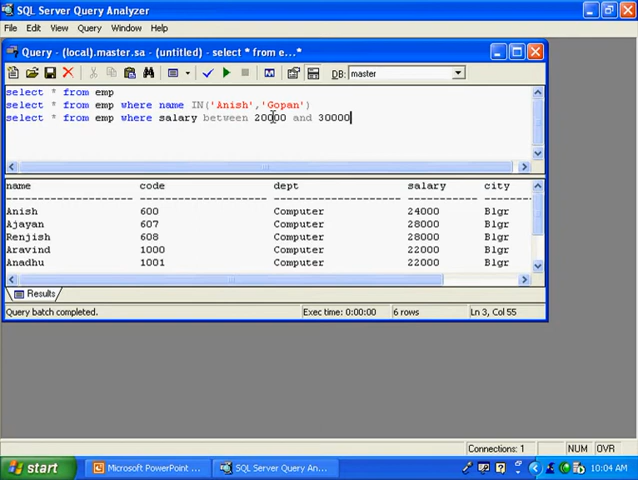 SQL Server Query Analyzer
File Edit View Query Window Help
Query - (local).master.sa - (untitled) - select * from e...*
DB: master
select * from emp
select * from emp where name IN('Anish','Gopan')
select * from emp where salary between 20000 and 30000
name code dept salary city
Anish 600 Computer 24000 Blgr
Ajayan 607 Computer 28000 Blgr
Renjish 608 Computer 28000 Blgr
Aravind 1000 Computer 22000 Blgr
Anadhu 1001 Computer 22000 Blgr
Results
Query batch completed. Exec time: 0:00:00 6 rows Ln 3, Col 55
Connections: 1 NUM OVR
start Microsoft PowerPoint ... SQL Server Query An... 10:04 AM